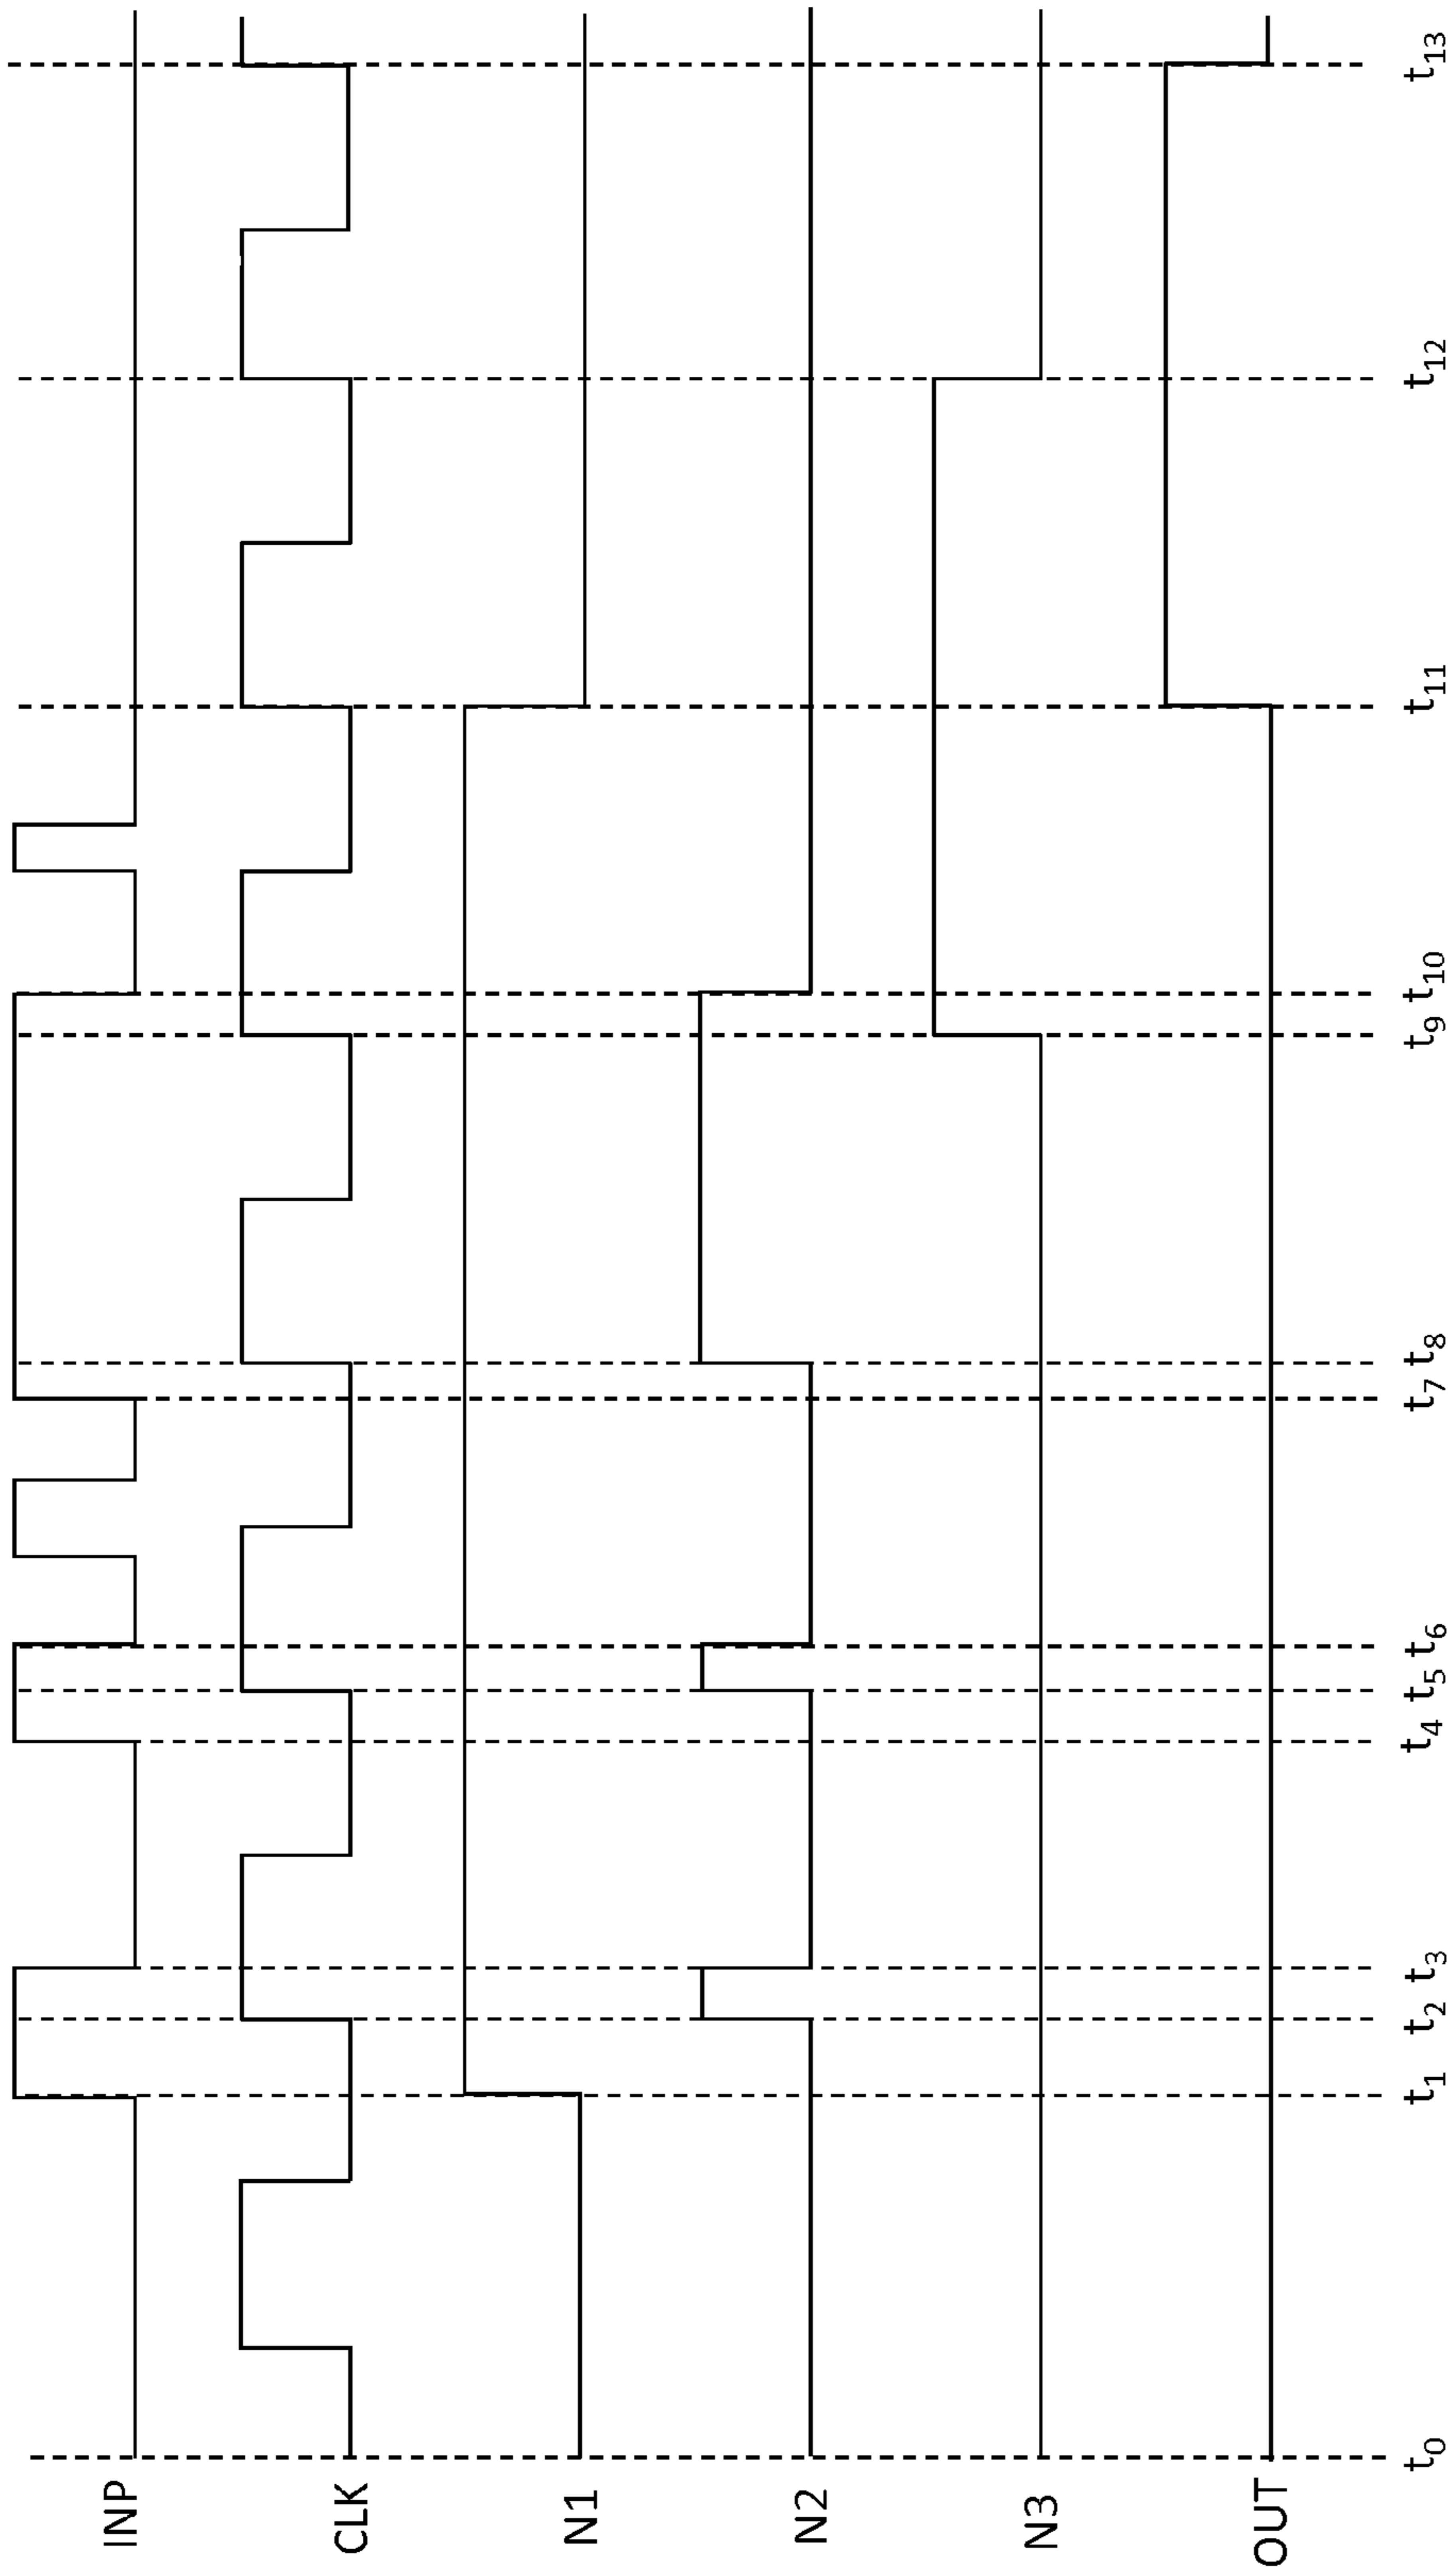 INP
CLK
N1
N2
N3
OUT
t0 t1 t2 t3 t4 t5 t6 t7 t8 t9 t10 t11 t12 t13